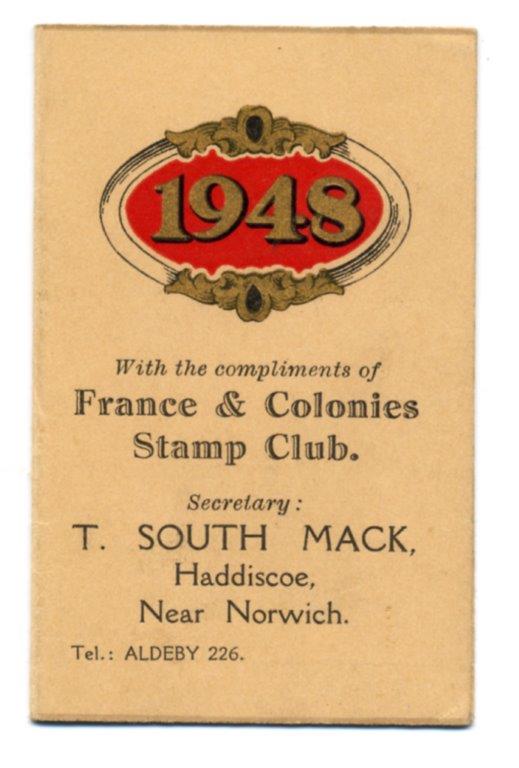 1948
With the compliments of
France & Colonies
Stamp Club.
Secretary:
T. SOUTH MACK,
Haddiscoe,
Near Norwich.
Tel.: ALDEBY 226.